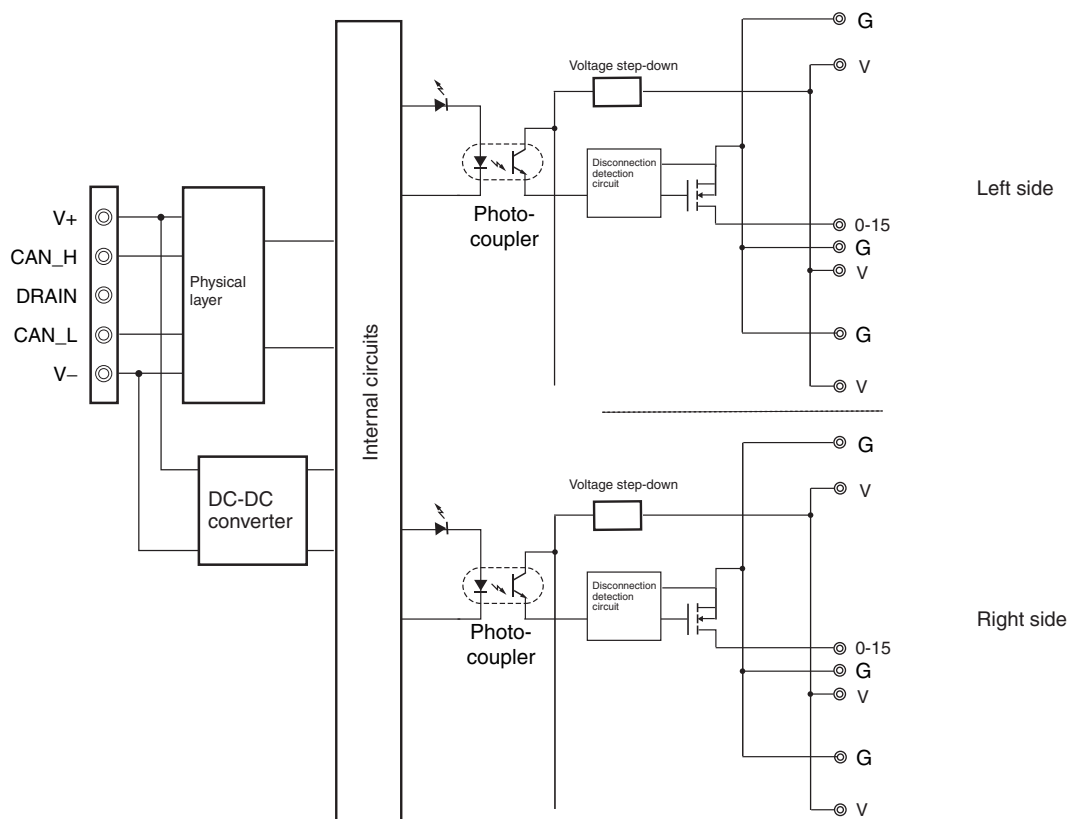 V+
CAN_H
DRAIN
CAN_L
V–
Physical
layer
DC-DC
converter
Internal circuits
Voltage step-down
Disconnection
detection
circuit
Photo-
coupler
G
V
0-15
G
V
G
V
Left side
Voltage step-down
Disconnection
detection
circuit
Photo-
coupler
G
V
0-15
G
V
G
V
Right side